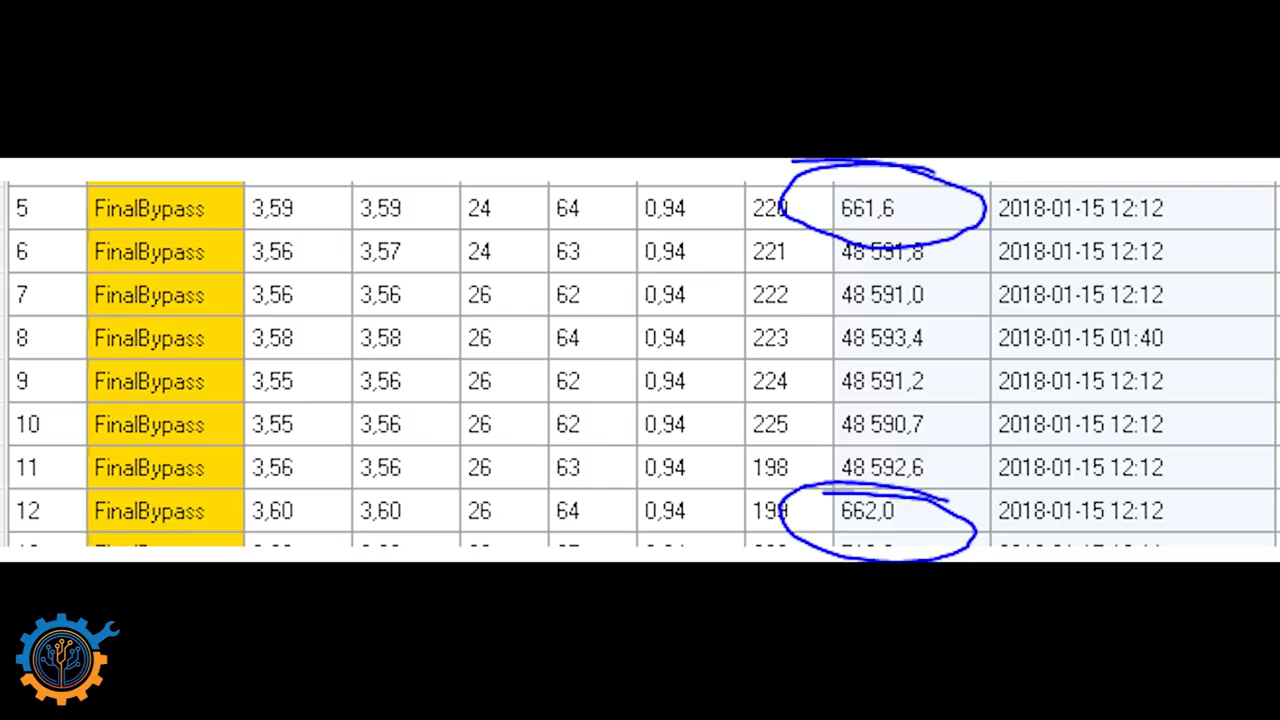 5 FinalBypass 3,59 3,59 24 64 0,94 220 661,6 2018-01-15 12:12
6 FinalBypass 3,56 3,57 24 63 0,94 221 48 591,8 2018-01-15 12:12
7 FinalBypass 3,56 3,56 26 62 0,94 222 48 591,0 2018-01-15 12:12
8 FinalBypass 3,58 3,58 26 64 0,94 223 48 593,4 2018-01-15 01:40
9 FinalBypass 3,55 3,56 26 62 0,94 224 48 591,2 2018-01-15 12:12
10 FinalBypass 3,55 3,56 26 62 0,94 225 48 590,7 2018-01-15 12:12
11 FinalBypass 3,56 3,56 26 63 0,94 198 48 592,6 2018-01-15 12:12
12 FinalBypass 3,60 3,60 26 64 0,94 199 662,0 2018-01-15 12:12